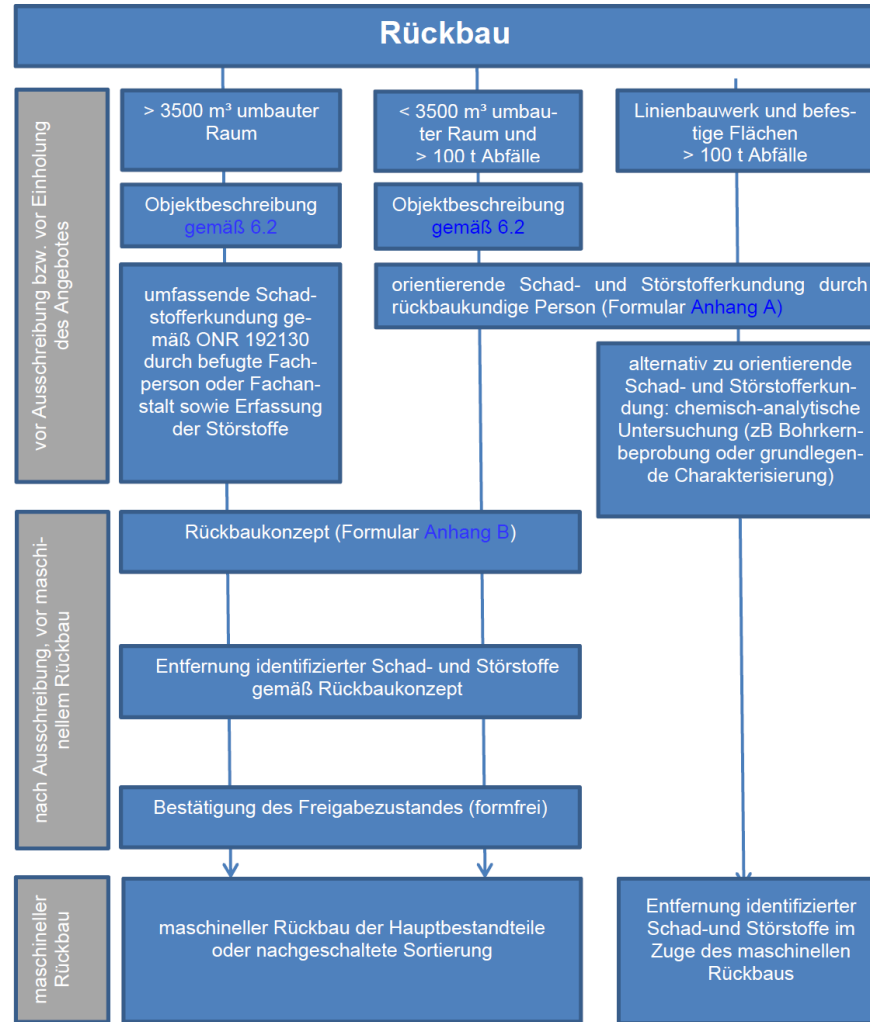 Rückbau
vor Ausschreibung bzw. vor Einholung
des Angebotes
> 3500 m³ umbauter
Raum
< 3500 m³ umbau-
ter Raum und
> 100 t Abfälle
Linienbauwerk und befes-
tige Flächen
> 100 t Abfälle
Objektbeschreibung
gemäß 6.2
Objektbeschreibung
gemäß 6.2
umfassende Schad-
stofferkundung ge-
mäß ONR 192130
durch befugte Fach-
person oder Fachan-
stalt sowie Erfassung
der Störstoffe
orientierende Schad- und Störstofferkundung durch
rückbaukundige Person (Formular Anhang A)
alternativ zu orientierende
Schad- und Störstofferkun-
dung: chemisch-analytische
Untersuchung (zB Bohrkern-
beprobung oder grundlegen-
de Charakterisierung)
nach Ausschreibung, vor maschi-
nellem Rückbau
Rückbaukonzept (Formular Anhang B)
Entfernung identifizierter Schad- und Störstoffe
gemäß Rückbaukonzept
Bestätigung des Freigabezustandes (formfrei)
maschineller
Rückbau
maschineller Rückbau der Hauptbestandteile
oder nachgeschaltete Sortierung
Entfernung identifizierter
Schad-und Störstoffe im
Zuge des maschinellen
Rückbaus